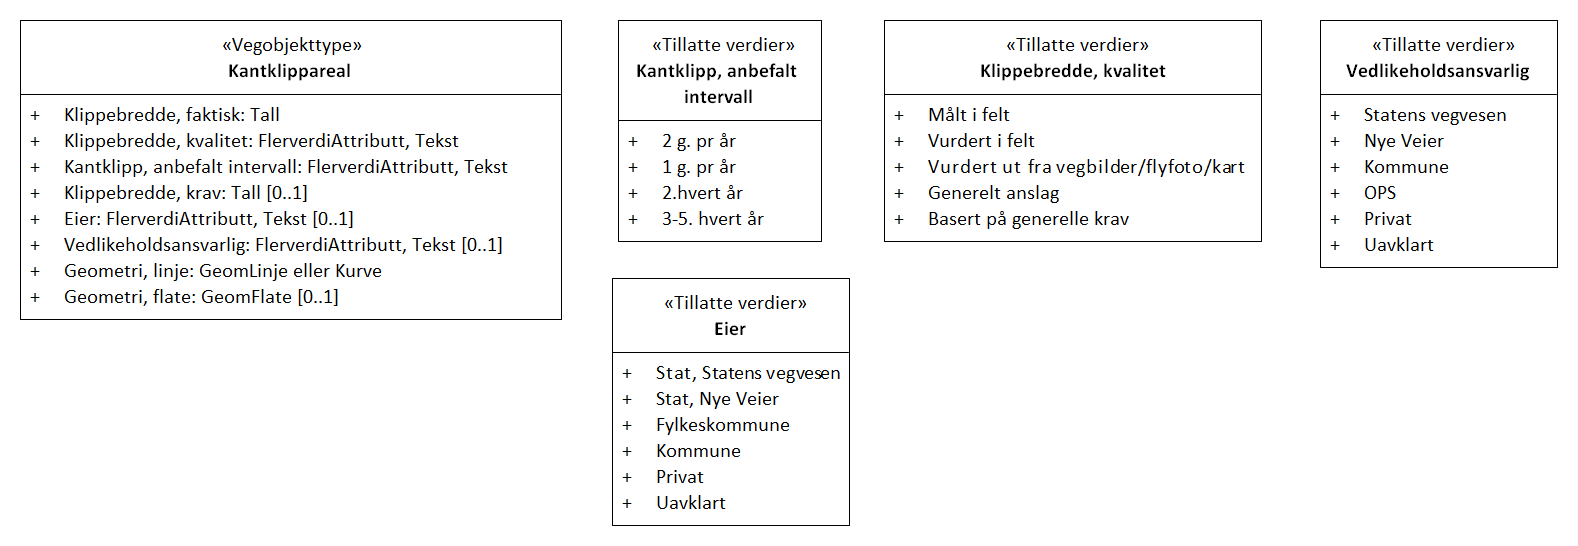 «Vegobjekttype»
Kantklippareal
+ Klippebredde, faktisk: Tall
+ Klippebredde, kvalitet: FlerverdiAttributt, Tekst
+ Kantklipp, anbefalt intervall: FlerverdiAttributt, Tekst
+ Klippebredde, krav: Tall [0..1]
+ Eier: FlerverdiAttributt, Tekst [0..1]
+ Vedlikeholdsansvarlig: FlerverdiAttributt, Tekst [0..1]
+ Geometri, linje: GeomLinje eller Kurve
+ Geometri, flate: GeomFlate [0..1]
«Tillatte verdier»
Kantklipp, anbefalt
intervall
+ 2 g. pr år
+ 1 g. pr år
+ 2.hvert år
+ 3-5. hvert år
«Tillatte verdier»
Klippebredde, kvalitet
+ Målt i felt
+ Vurdert i felt
+ Vurdert ut fra vegbilder/flyfoto/kart
+ Generelt anslag
+ Basert på generelle krav
«Tillatte verdier»
Vedlikeholdsansvarlig
+ Statens vegvesen
+ Nye Veier
+ Kommune
+ OPS
+ Privat
+ Uavklart
«Tillatte verdier»
Eier
+ Stat, Statens vegvesen
+ Stat, Nye Veier
+ Fylkeskommune
+ Kommune
+ Privat
+ Uavklart